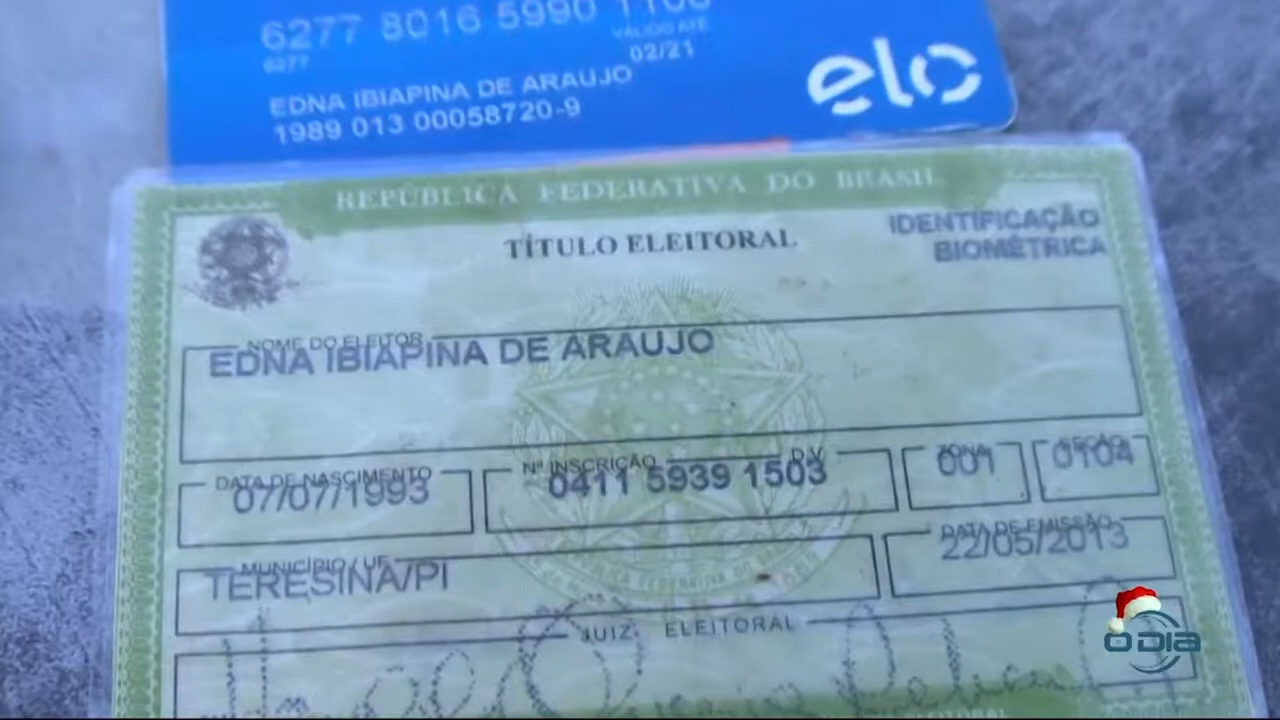 6277 8016 5990 1100
VÁLIDO ATÉ
6277
02/21
EDNA IBIAPINA DE ARAUJO
1989 013 00058720-9
elo
REPÚBLICA FEDERATIVA DO BRASIL
TÍTULO ELEITORAL
IDENTIFICAÇÃO
BIOMÉTRICA
NOME DO ELEITOR
EDNA IBIAPINA DE ARAUJO
DATA DE NASCIMENTO
07/07/1993
Nº INSCRIÇÃO D.V.
0411 5939 1503
ZONA
001
SEÇÃO
0104
MUNICÍPIO / UF
TERESINA/PI
DATA DE EMISSÃO
22/05/2013
JUIZ ELEITORAL
O DIA